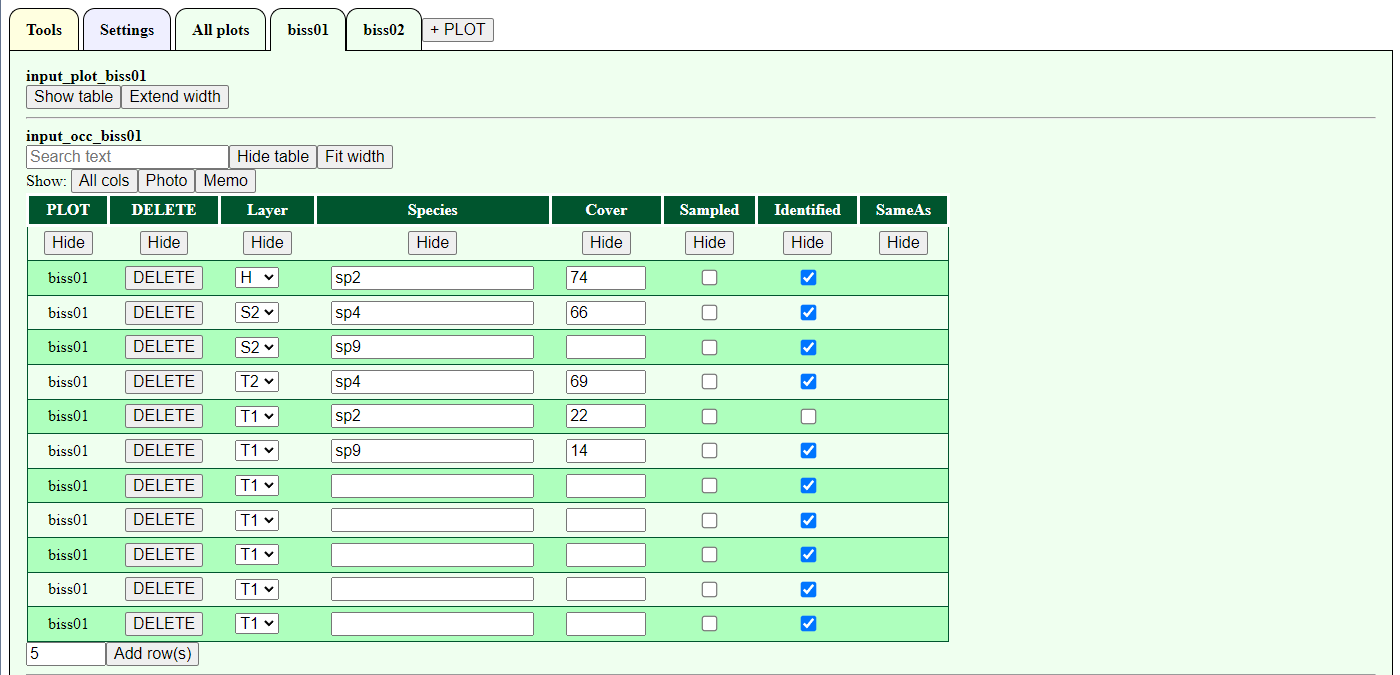 Tools Settings All plots biss01 biss02 + PLOT
input_plot_biss01
Show table Extend width
input_occ_biss01
Search text Hide table Fit width
Show: All cols Photo Memo
PLOT DELETE Layer Species Cover Sampled Identified SameAs
Hide Hide Hide Hide Hide Hide Hide Hide
biss01 DELETE H sp2 74
biss01 DELETE S2 sp4 66
biss01 DELETE S2 sp9
biss01 DELETE T2 sp4 69
biss01 DELETE T1 sp2 22
biss01 DELETE T1 sp9 14
biss01 DELETE T1
biss01 DELETE T1
biss01 DELETE T1
biss01 DELETE T1
biss01 DELETE T1
5 Add row(s)